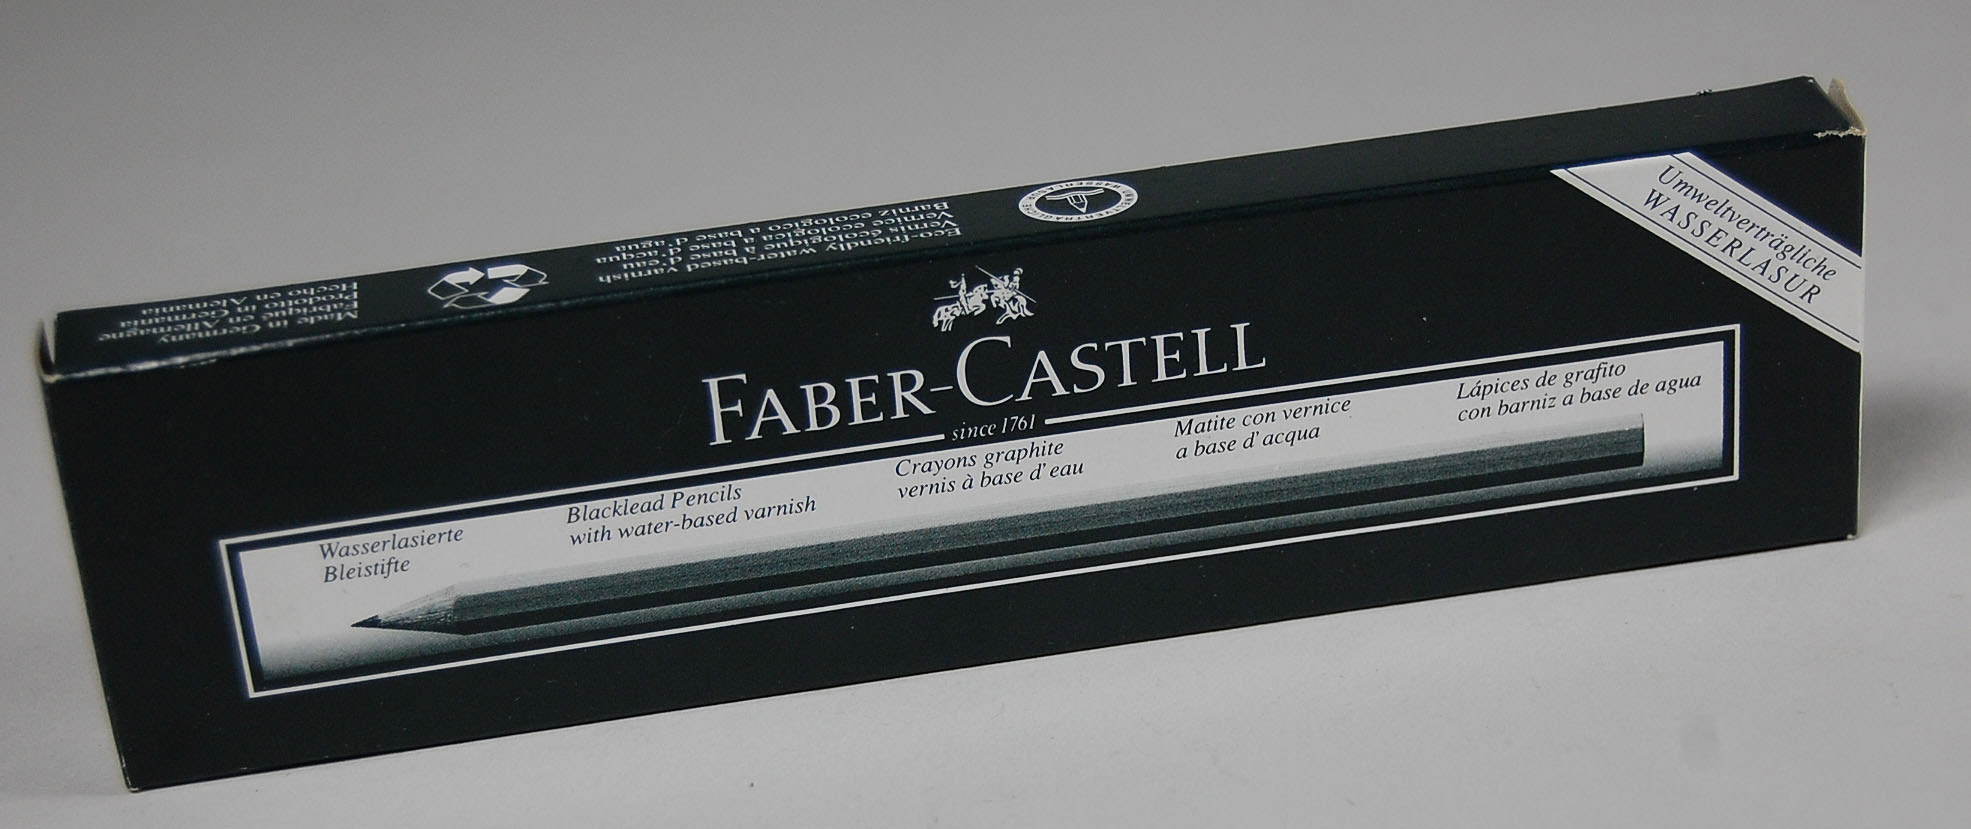 Made in Germany
Fabriqué en Allemagne
Prodotto in Germania
Hecho en Alemania
Eco-friendly water-based varnish
Vernis écologique à base d'eau
Vernice ecologica a base d'acqua
Barniz ecológico a base d'agua
UMWELTVERTRÄGLICHE WASSERLASUR
Umweltverträgliche
WASSERLASUR
FABER-CASTELL
since 1761
Wasserlasierte
Bleistifte
Blacklead Pencils
with water-based varnish
Crayons graphite
vernis à base d'eau
Matite con vernice
a base d'acqua
Lápices de grafito
con barniz a base de agua